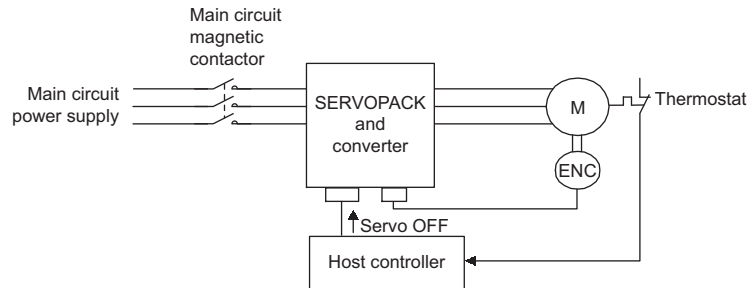 Main circuit
magnetic
contactor
Main circuit
power supply
SERVOPACK
and
converter
M
Thermostat
ENC
Servo OFF
Host controller